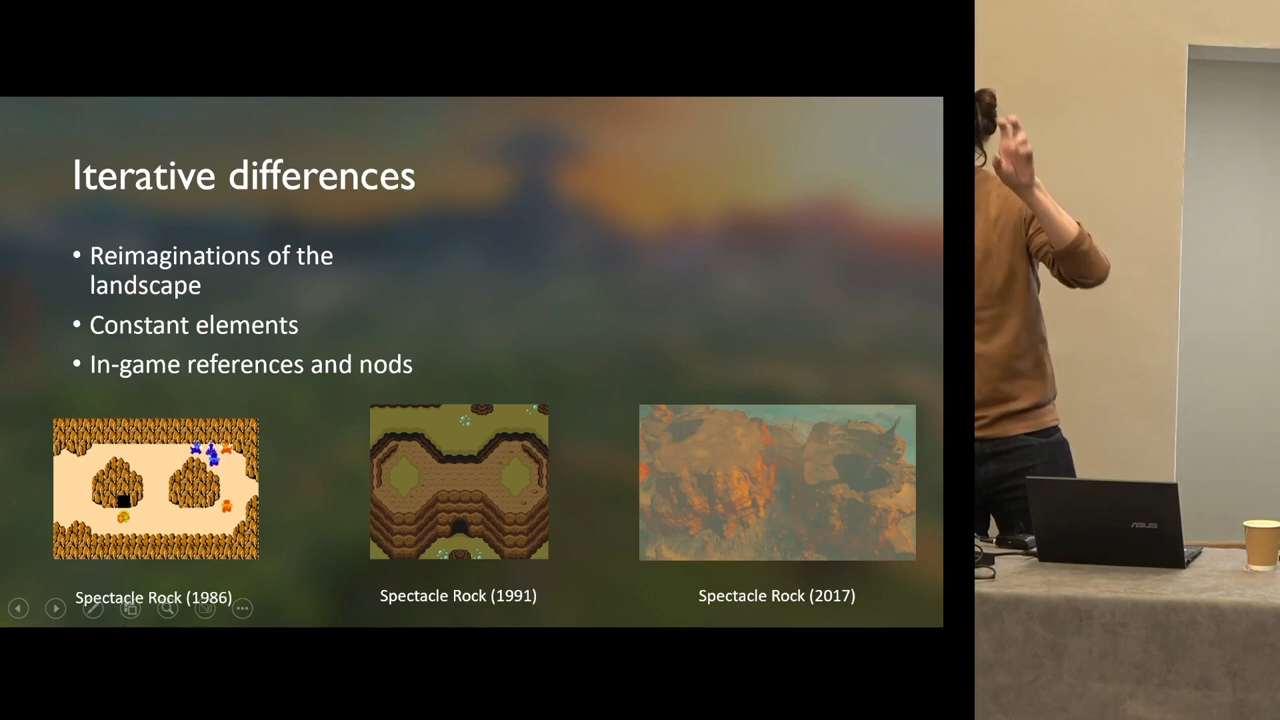 Iterative differences
• Reimaginations of the
landscape
• Constant elements
• In-game references and nods
Spectacle Rock (1986)
Spectacle Rock (1991)
Spectacle Rock (2017)
ASUS